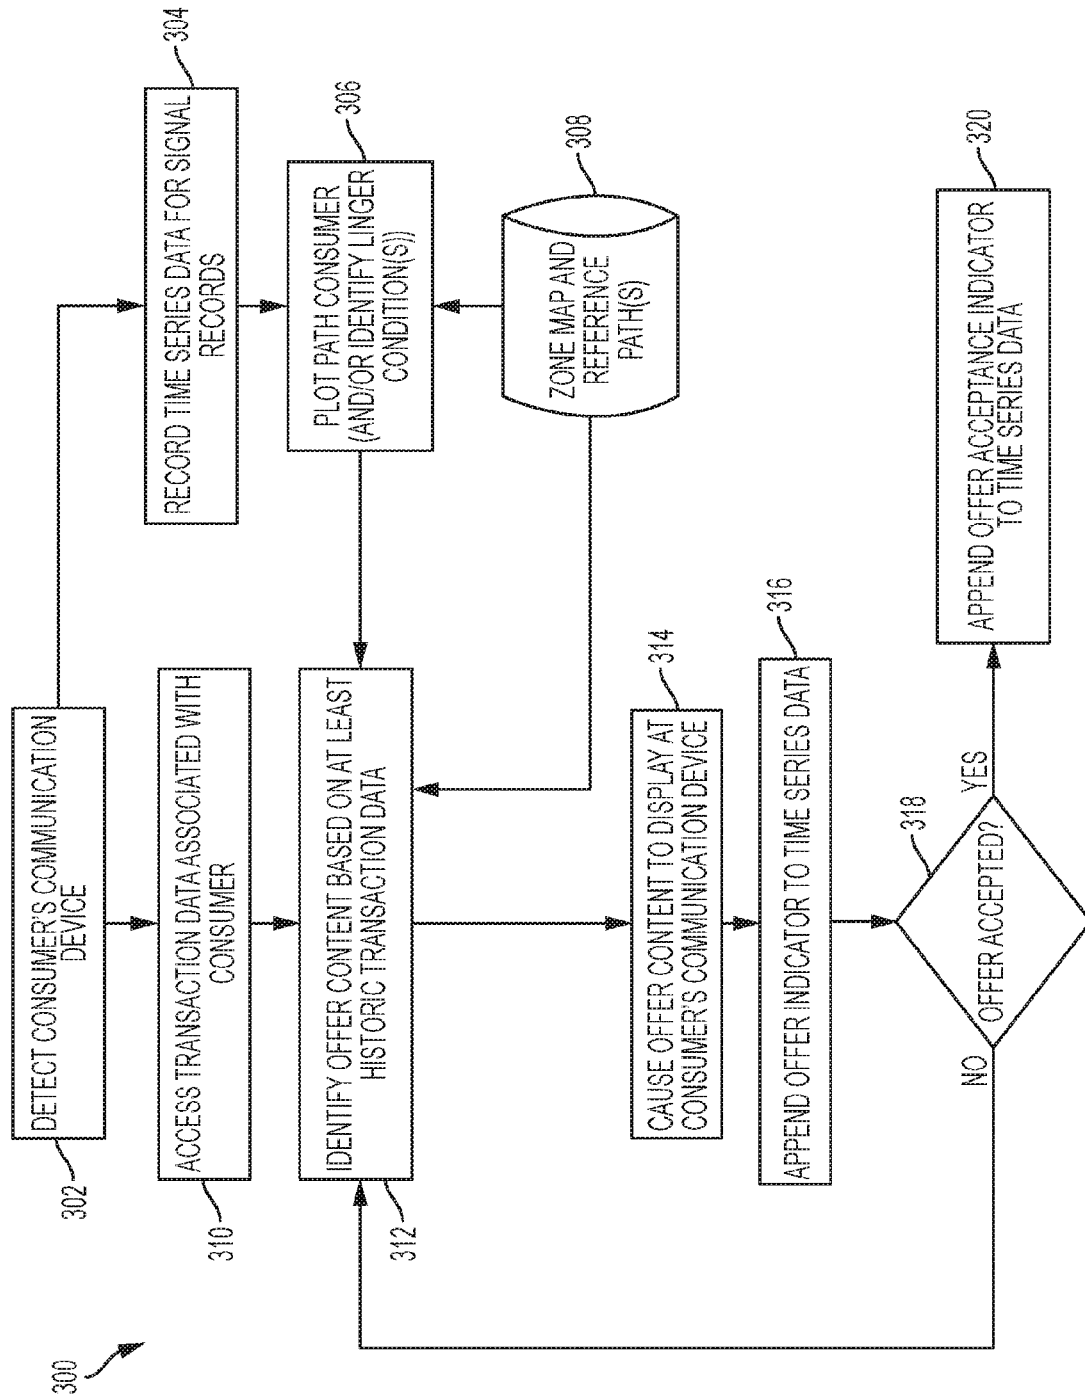 300
302
DETECT CONSUMER'S COMMUNICATION
DEVICE
304
RECORD TIME SERIES DATA FOR SIGNAL
RECORDS
310
ACCESS TRANSACTION DATA ASSOCIATED WITH
CONSUMER
306
PLOT PATH CONSUMER
(AND/OR IDENTIFY LINGER
CONDITION(S))
312
IDENTIFY OFFER CONTENT BASED ON AT LEAST
HISTORIC TRANSACTION DATA
308
ZONE MAP AND
REFERENCE
PATH(S)
314
CAUSE OFFER CONTENT TO DISPLAY AT
CONSUMER'S COMMUNICATION DEVICE
316
APPEND OFFER INDICATOR TO TIME SERIES DATA
318
OFFER ACCEPTED?
NO
YES
320
APPEND OFFER ACCEPTANCE INDICATOR
TO TIME SERIES DATA